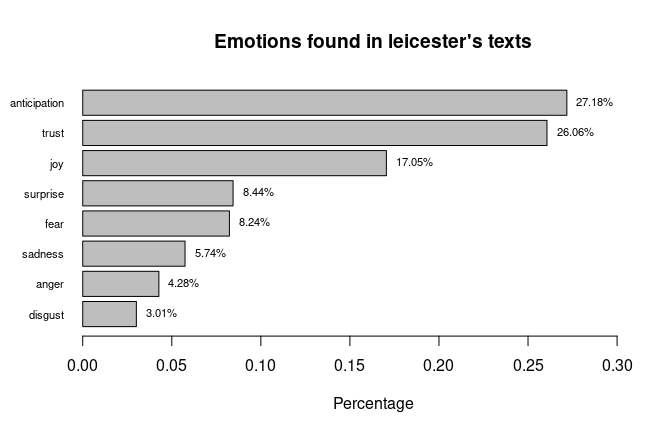 Emotions found in leicester's texts
anticipation 27.18%
trust 26.06%
joy 17.05%
surprise 8.44%
fear 8.24%
sadness 5.74%
anger 4.28%
disgust 3.01%
0.00 0.05 0.10 0.15 0.20 0.25 0.30
Percentage